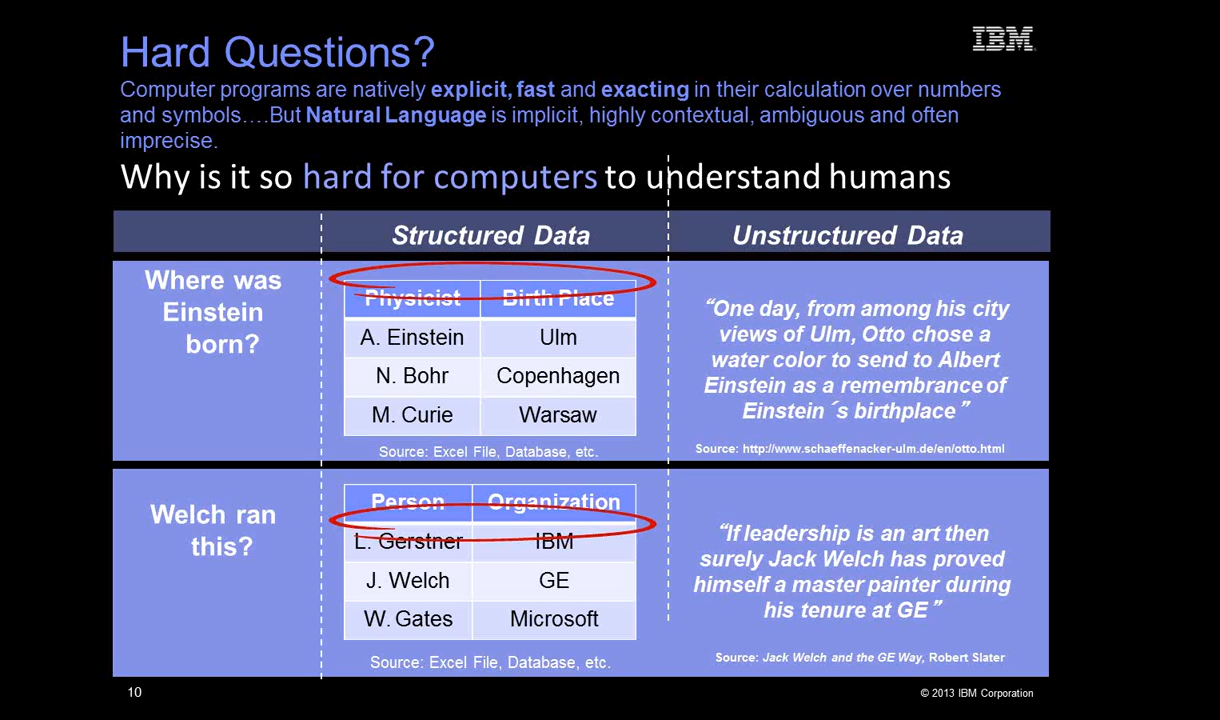 Hard Questions?
IBM
Computer programs are natively explicit, fast and exacting in their calculation over numbers
and symbols….But Natural Language is implicit, highly contextual, ambiguous and often
imprecise.
Why is it so hard for computers to understand humans
Structured Data
Unstructured Data
Where was
Einstein
born?
Physicist Birth Place
A. Einstein Ulm
N. Bohr Copenhagen
M. Curie Warsaw
Source: Excel File, Database, etc.
“One day, from among his city
views of Ulm, Otto chose a
water color to send to Albert
Einstein as a remembrance of
Einstein´s birthplace”
Source: http://www.schaeffenacker-ulm.de/en/otto.html
Welch ran
this?
Person Organization
L. Gerstner IBM
J. Welch GE
W. Gates Microsoft
Source: Excel File, Database, etc.
“If leadership is an art then
surely Jack Welch has proved
himself a master painter during
his tenure at GE”
Source: Jack Welch and the GE Way, Robert Slater
10
© 2013 IBM Corporation